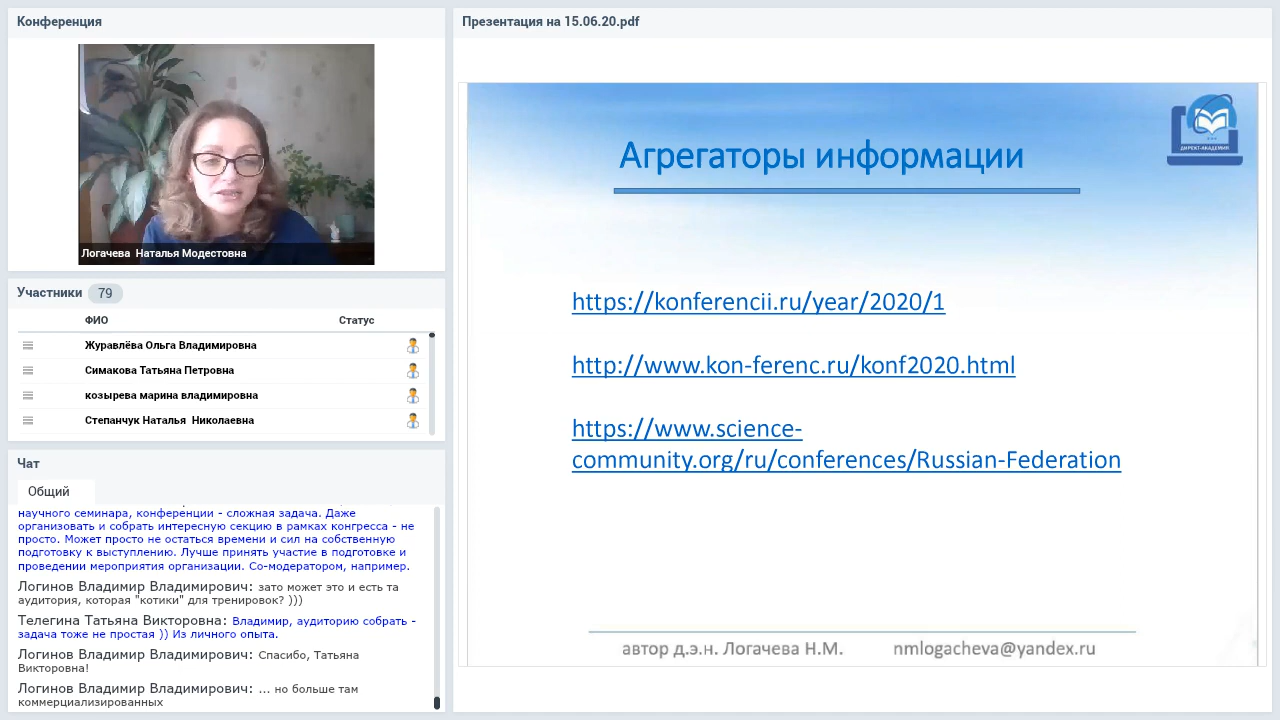 Конференция
Логачева  Наталья Модестовна
Участники 79
ФИО Статус
Журавлёва Ольга Владимировна
Симакова Татьяна Петровна
козырева марина владимировна
Степанчук Наталья  Николаевна
Чат
Общий
научного семинара, конференции - сложная задача. Даже
организовать и собрать интересную секцию в рамках конгресса - не
просто. Может просто не остаться времени и сил на собственную
подготовку к выступлению. Лучше принять участие в подготовке и
проведении мероприятия организации. Со-модератором, например.
Логинов Владимир Владимирович: зато может это и есть та
аудитория, которая "котики" для тренировок? )))
Телегина Татьяна Викторовна: Владимир, аудиторию собрать -
задача тоже не простая )) Из личного опыта.
Логинов Владимир Владимирович: Спасибо, Татьяна
Викторовна!
Логинов Владимир Владимирович: ... но больше там
коммерциализированных
Презентация на 15.06.20.pdf
ДИРЕКТ-АКАДЕМИЯ
Агрегаторы информации
https://konferencii.ru/year/2020/1
http://www.kon-ferenc.ru/konf2020.html
https://www.science-
community.org/ru/conferences/Russian-Federation
автор д.э.н. Логачева Н.М. nmlogacheva@yandex.ru